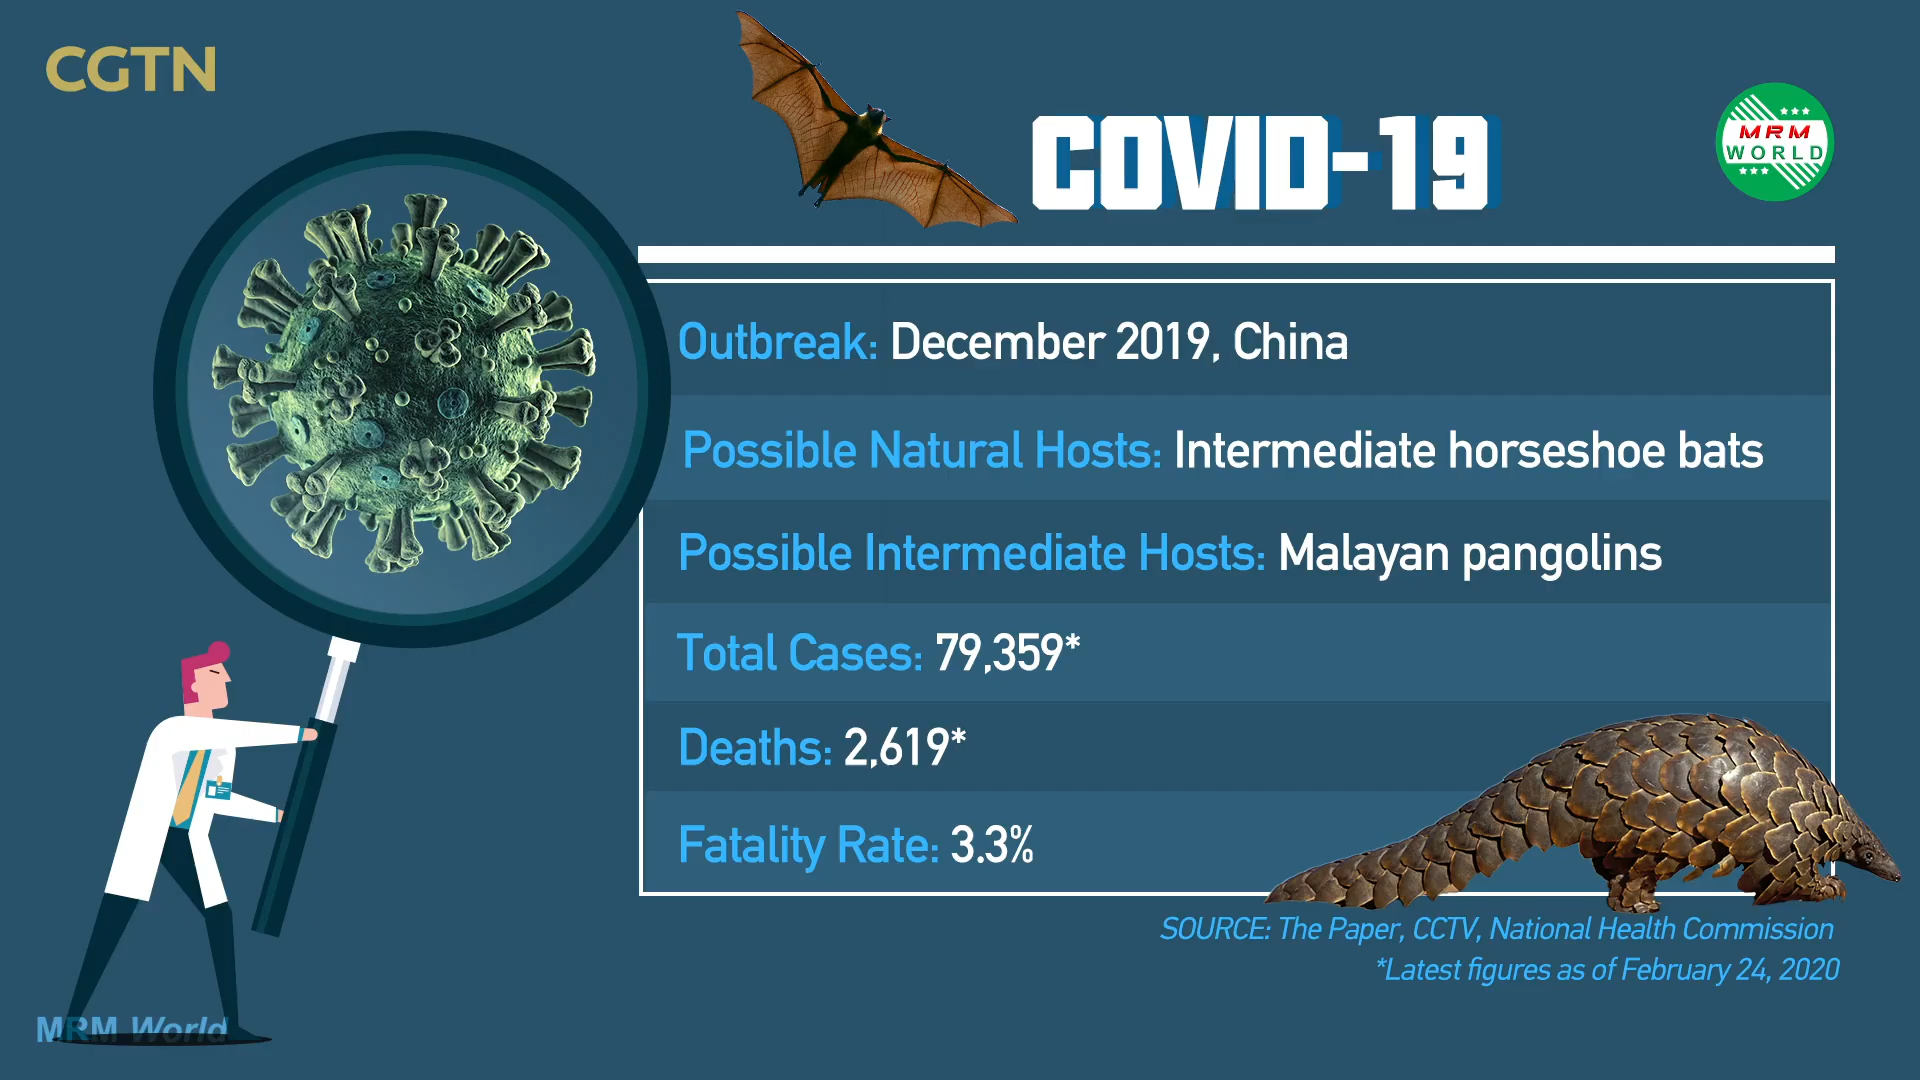 CGTN
COVID-19
MRM
WORLD
Outbreak: December 2019, China
Possible Natural Hosts: Intermediate horseshoe bats
Possible Intermediate Hosts: Malayan pangolins
Total Cases: 79,359*
Deaths: 2,619*
Fatality Rate: 3.3%
SOURCE: The Paper, CCTV, National Health Commission
*Latest figures as of February 24, 2020
MRM World